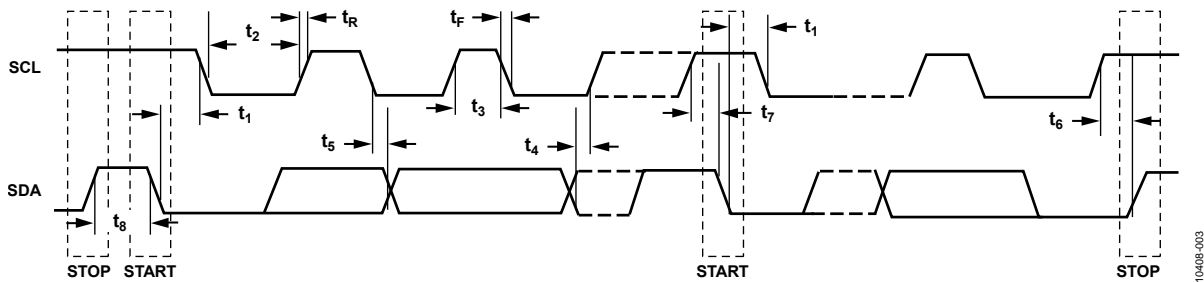 t2
tR
tF
t1
SCL
t1
t3
t7
t6
t5
t4
SDA
t8
STOP
START
START
STOP
10408-003